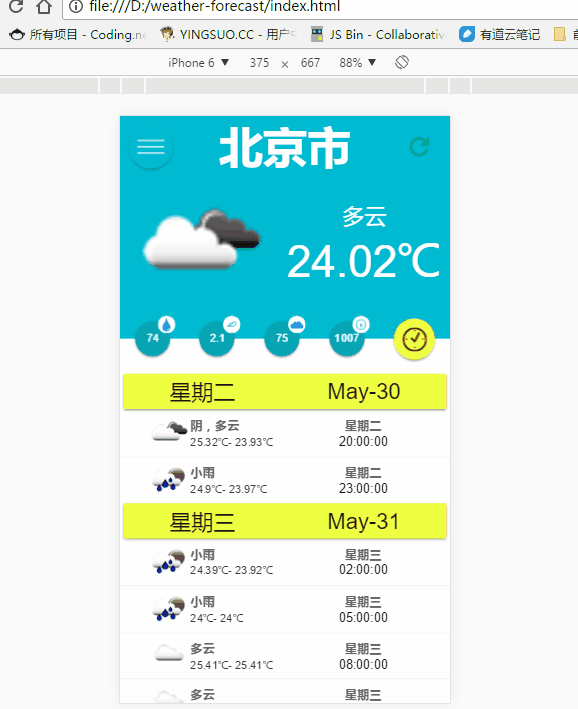 file:///D:/weather-forecast/index.html
所有项目 - Coding.ne
YINGSUO.CC - 用户中
JS Bin - Collaborativ
有道云笔记
iPhone 6 ▼ 375 × 667 88% ▼
北京市
多云
24.02℃
74 2.1 75 1007
星期二 May-30
阴，多云 星期二
25.32℃- 23.93℃ 20:00:00
小雨 星期二
24.9℃- 23.97℃ 23:00:00
星期三 May-31
小雨 星期三
24.39℃- 23.92℃ 02:00:00
小雨 星期三
24℃- 24℃ 05:00:00
多云 星期三
25.41℃- 25.41℃ 08:00:00
多云 星期三